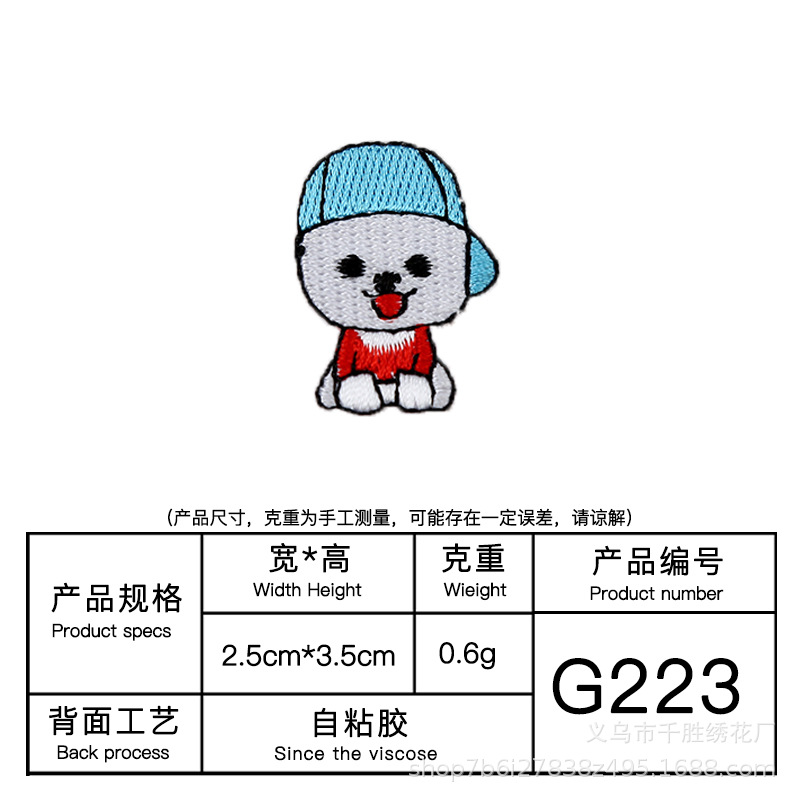 （产品尺寸，克重为手工测量，可能存在一定误差，请谅解）
产品规格
Product specs
宽*高
Width Height
克重
Wieight
产品编号
Product number
2.5cm*3.5cm
0.6g
G223
背面工艺
Back process
自粘胶
Since the viscose
义乌市千胜绣花厂
shop7b6i27838z495.1688.com